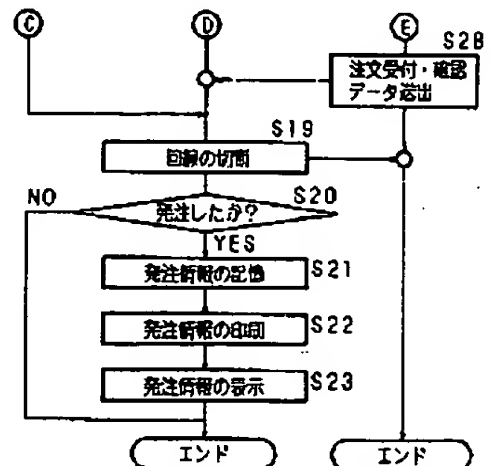 C
D
E
S28
注文受付・確認
データ送出
S19
回線の切断
NO
S20
発注したか?
YES
発注情報の記憶
S21
発注情報の印刷
S22
発注情報の表示
S23
エンド
エンド